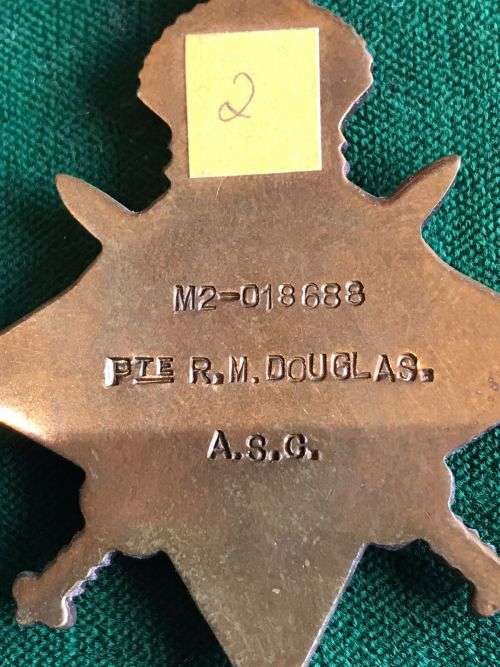 2
M2-018688
PTE R.M. DOUGLAS.
A.S.C.